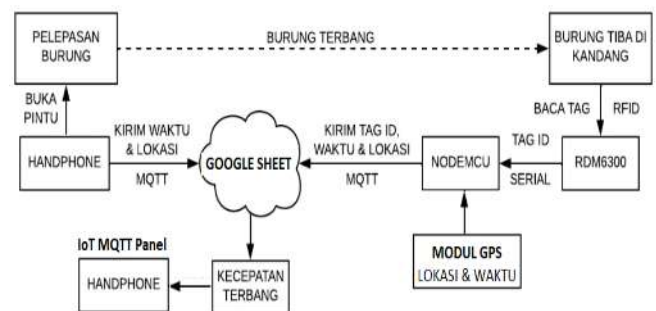 PELEPASAN
BURUNG
BURUNG TERBANG
BURUNG TIBA DI
KANDANG
BUKA
PINTU
BACA TAG
RFID
HANDPHONE
KIRIM WAKTU
& LOKASI
MQTT
GOOGLE SHEET
KIRIM TAG ID,
WAKTU & LOKASI
MQTT
NODEMCU
TAG ID
SERIAL
RDM6300
IoT MQTT Panel
HANDPHONE
KECEPATAN
TERBANG
MODUL GPS
LOKASI & WAKTU